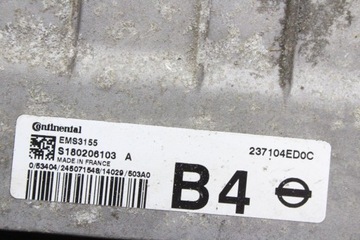 Continental
EMS3155
S180206103 A
237104ED0C
MADE IN FRANCE
0/63404/245071548/14029/503A0
B4